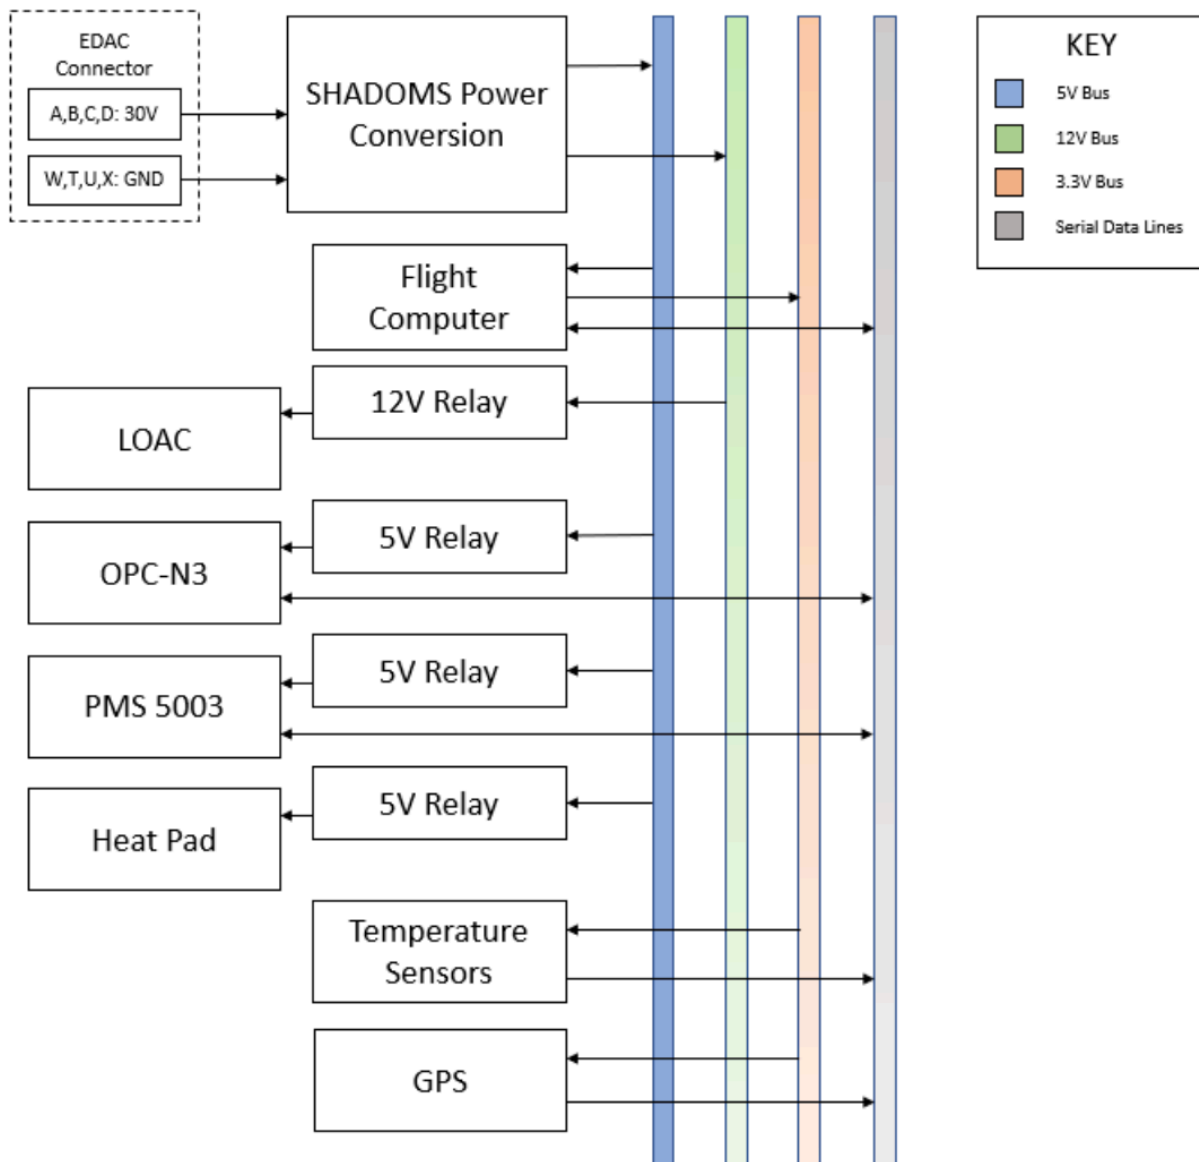 EDAC
Connector
A,B,C,D: 30V
W,T,U,X: GND
SHADOMS Power
Conversion
KEY
5V Bus
12V Bus
3.3V Bus
Serial Data Lines
Flight
Computer
12V Relay
LOAC
5V Relay
OPC-N3
5V Relay
PMS 5003
5V Relay
Heat Pad
Temperature
Sensors
GPS